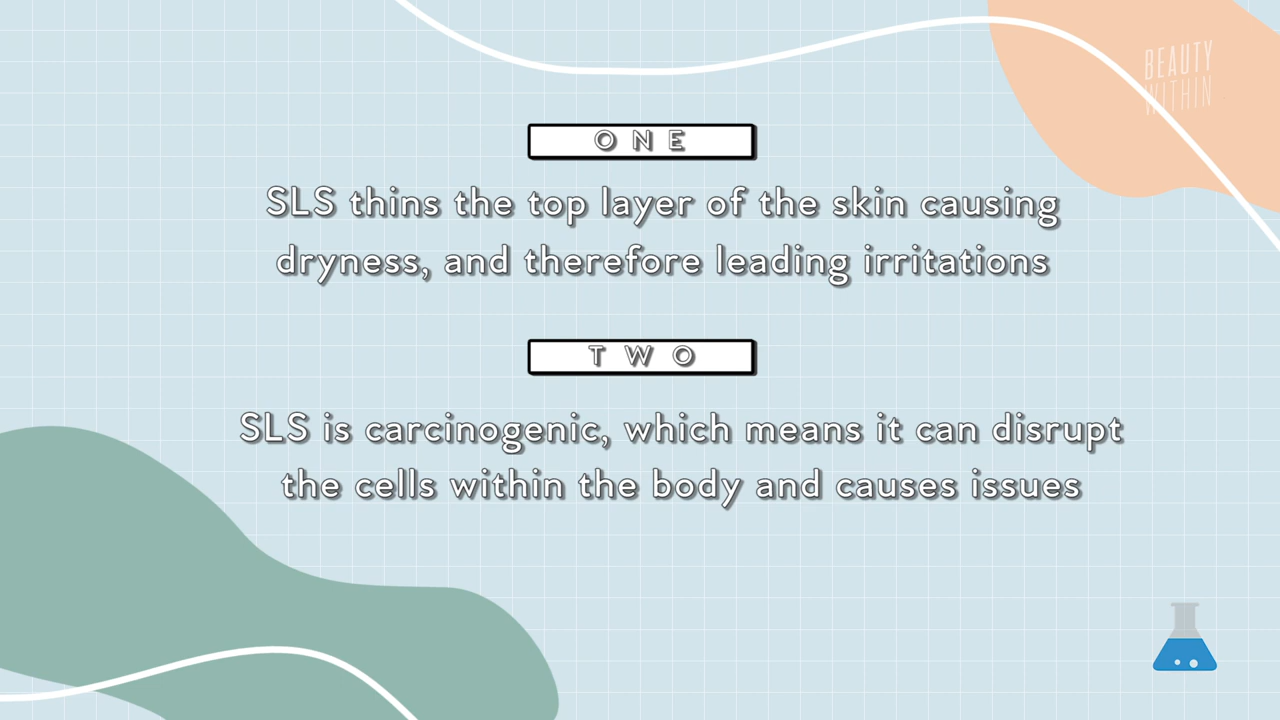 BEAUTY
WITHIN
ONE
SLS thins the top layer of the skin causing
dryness, and therefore leading irritations
TWO
SLS is carcinogenic, which means it can disrupt
the cells within the body and causes issues